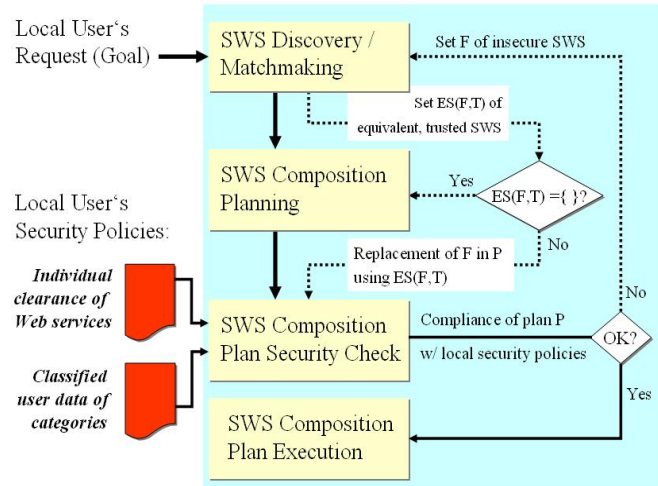 Local User's
Request (Goal)
SWS Discovery /
Matchmaking
Set F of insecure SWS
Set ES(F,T) of
equivalent, trusted SWS
SWS Composition
Planning
Yes
ES(F,T) ={ }?
No
Local User's
Security Policies:
Replacement of F in P
using ES(F,T)
Individual
clearance of
Web services
SWS Composition
Plan Security Check
Compliance of plan P
w/ local security policies
No
OK?
Yes
Classified
user data of
categories
SWS Composition
Plan Execution